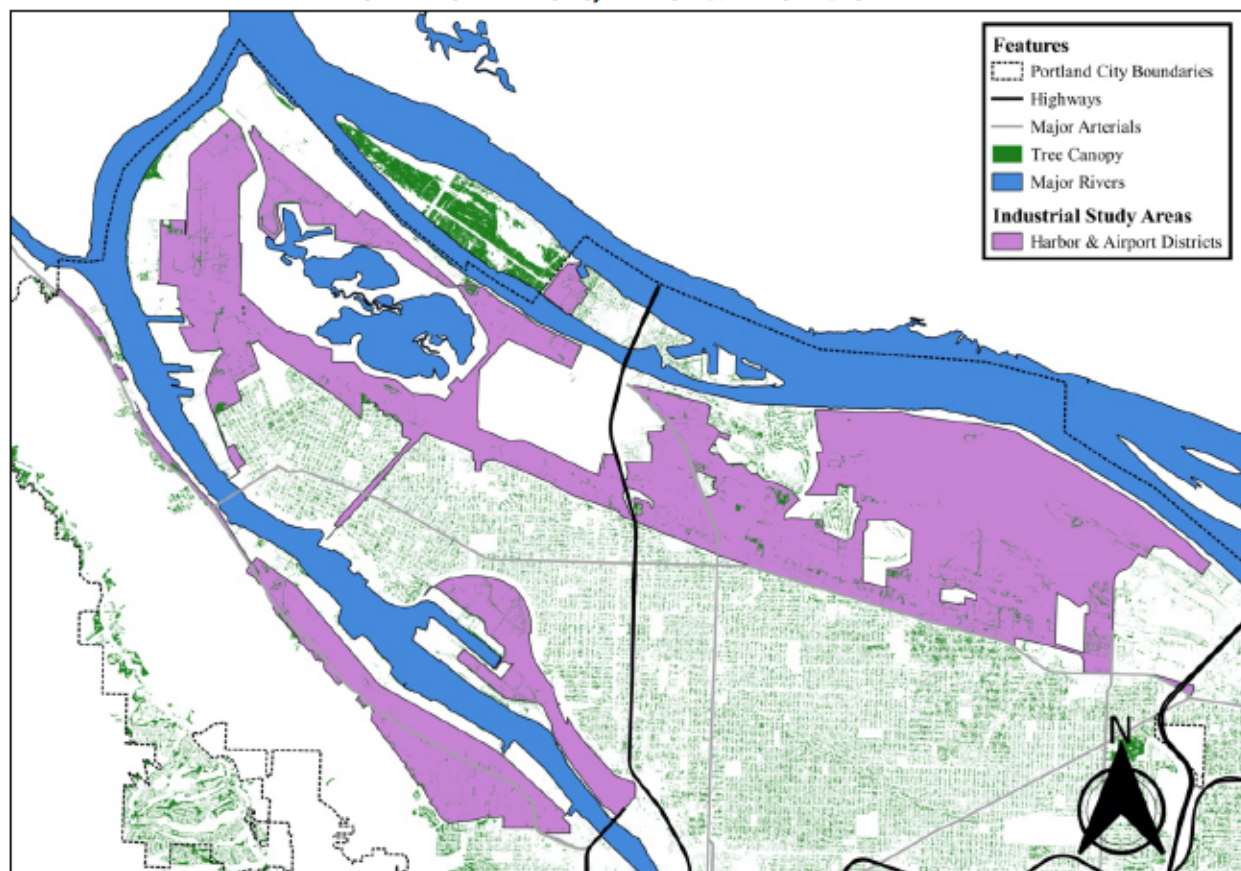 Features
Portland City Boundaries
Highways
Major Arterials
Tree Canopy
Major Rivers
Industrial Study Areas
Harbor & Airport Districts
N